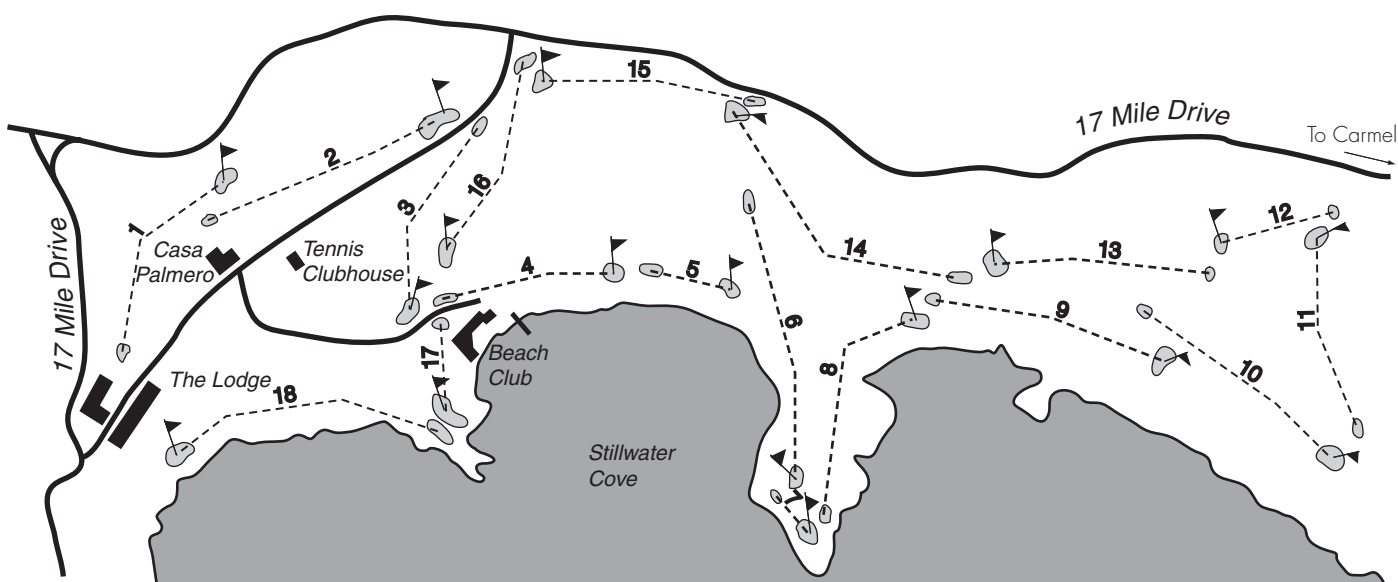 15
17 Mile Drive
To Carmel
2
16
3
1
17 Mile Drive
Casa
Palmero
Tennis
Clubhouse
4
5
14
13
12
6
9
11
8
10
17
Beach
Club
The Lodge
18
Stillwater
Cove
7